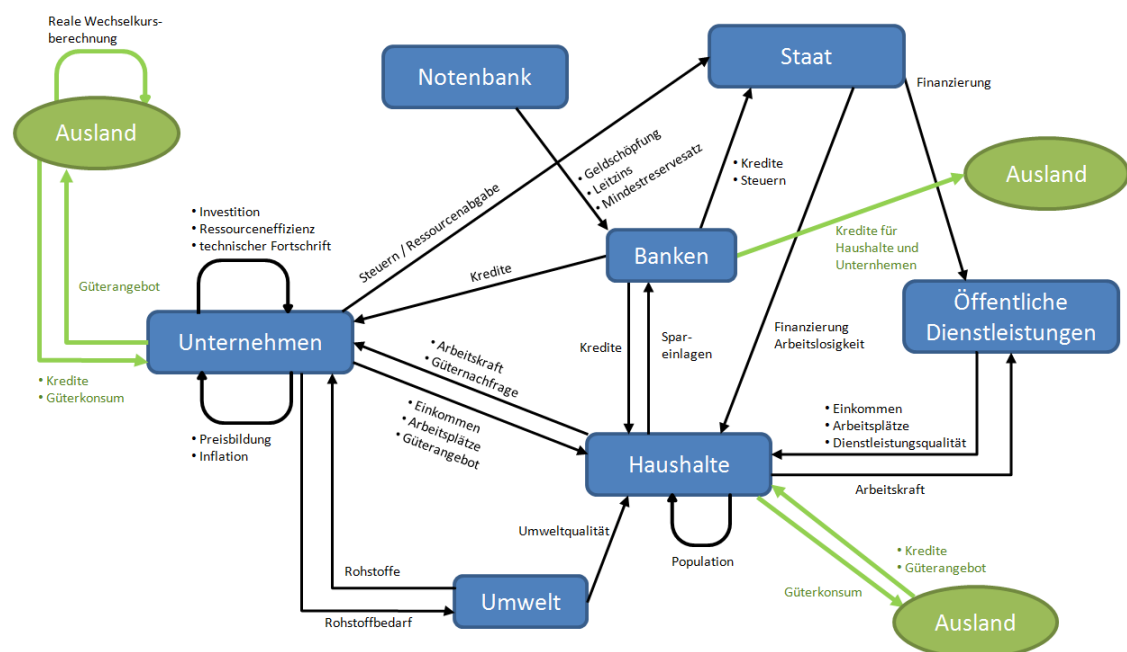 Reale Wechselkurs-
berechnung
Ausland
Notenbank
Staat
Finanzierung
• Geldschöpfung
• Leitzins
• Mindestreservesatz
• Kredite
• Steuern
Ausland
Kredite für
Haushalte und
Unternhemen
Steuern / Ressourcenabgabe
• Investition
• Ressourceneffizienz
• technischer Fortschrift
Güterangebot
Kredite
Banken
Öffentliche
Dienstleistungen
Unternehmen
• Kredite
• Güterkonsum
• Arbeitskraft
• Güternachfrage
Kredite
Spar-
einlagen
Finanzierung
Arbeitslosigkeit
• Einkommen
• Arbeitsplätze
• Güterangebot
• Preisbildung
• Inflation
• Einkommen
• Arbeitsplätze
• Dienstleistungsqualität
Haushalte
Arbeitskraft
Umweltqualität
Population
• Kredite
• Güterangebot
Güterkonsum
Rohstoffe
Umwelt
Rohstoffbedarf
Ausland